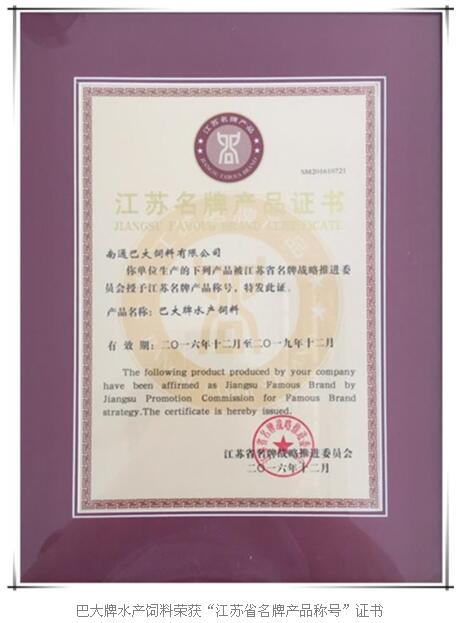 江苏名牌产品
JIANGSU FAMOUS BRAND
SM201610721
江苏名牌产品证书
JIANGSU FAMOUS BRAND CERTIFICATE
南通巴大饲料有限公司
你单位生产的下列产品被江苏省名牌战略推进委
员会授于江苏名牌产品称号，特发此证。
产品名称：巴大牌水产饲料
有 效 期：二〇一六年十二月至二〇一九年十二月
The following product produced by your company
have been affirmed as Jiangsu Famous Brand by
Jiangsu Promotion Commission for Famous Brand
strategy.The certificate is hereby issued.
江苏省名牌战略推进委员会
二〇一六年十二月
巴大牌水产饲料荣获“江苏省名牌产品称号”证书